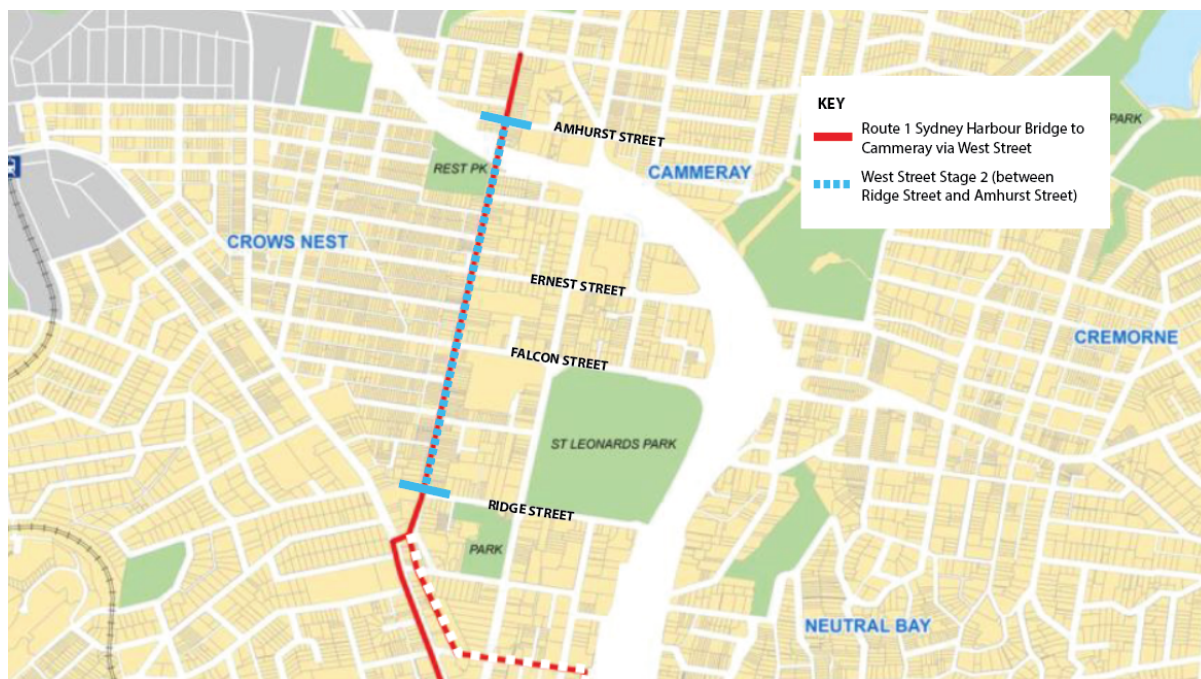 KEY
Route 1 Sydney Harbour Bridge to
Cammeray via West Street
West Street Stage 2 (between
Ridge Street and Amhurst Street)
AMHURST STREET
PARK
REST PK
CAMMERAY
CROWS NEST
ERNEST STREET
CREMORNE
FALCON STREET
ST LEONARDS PARK
RIDGE STREET
PARK
NEUTRAL BAY